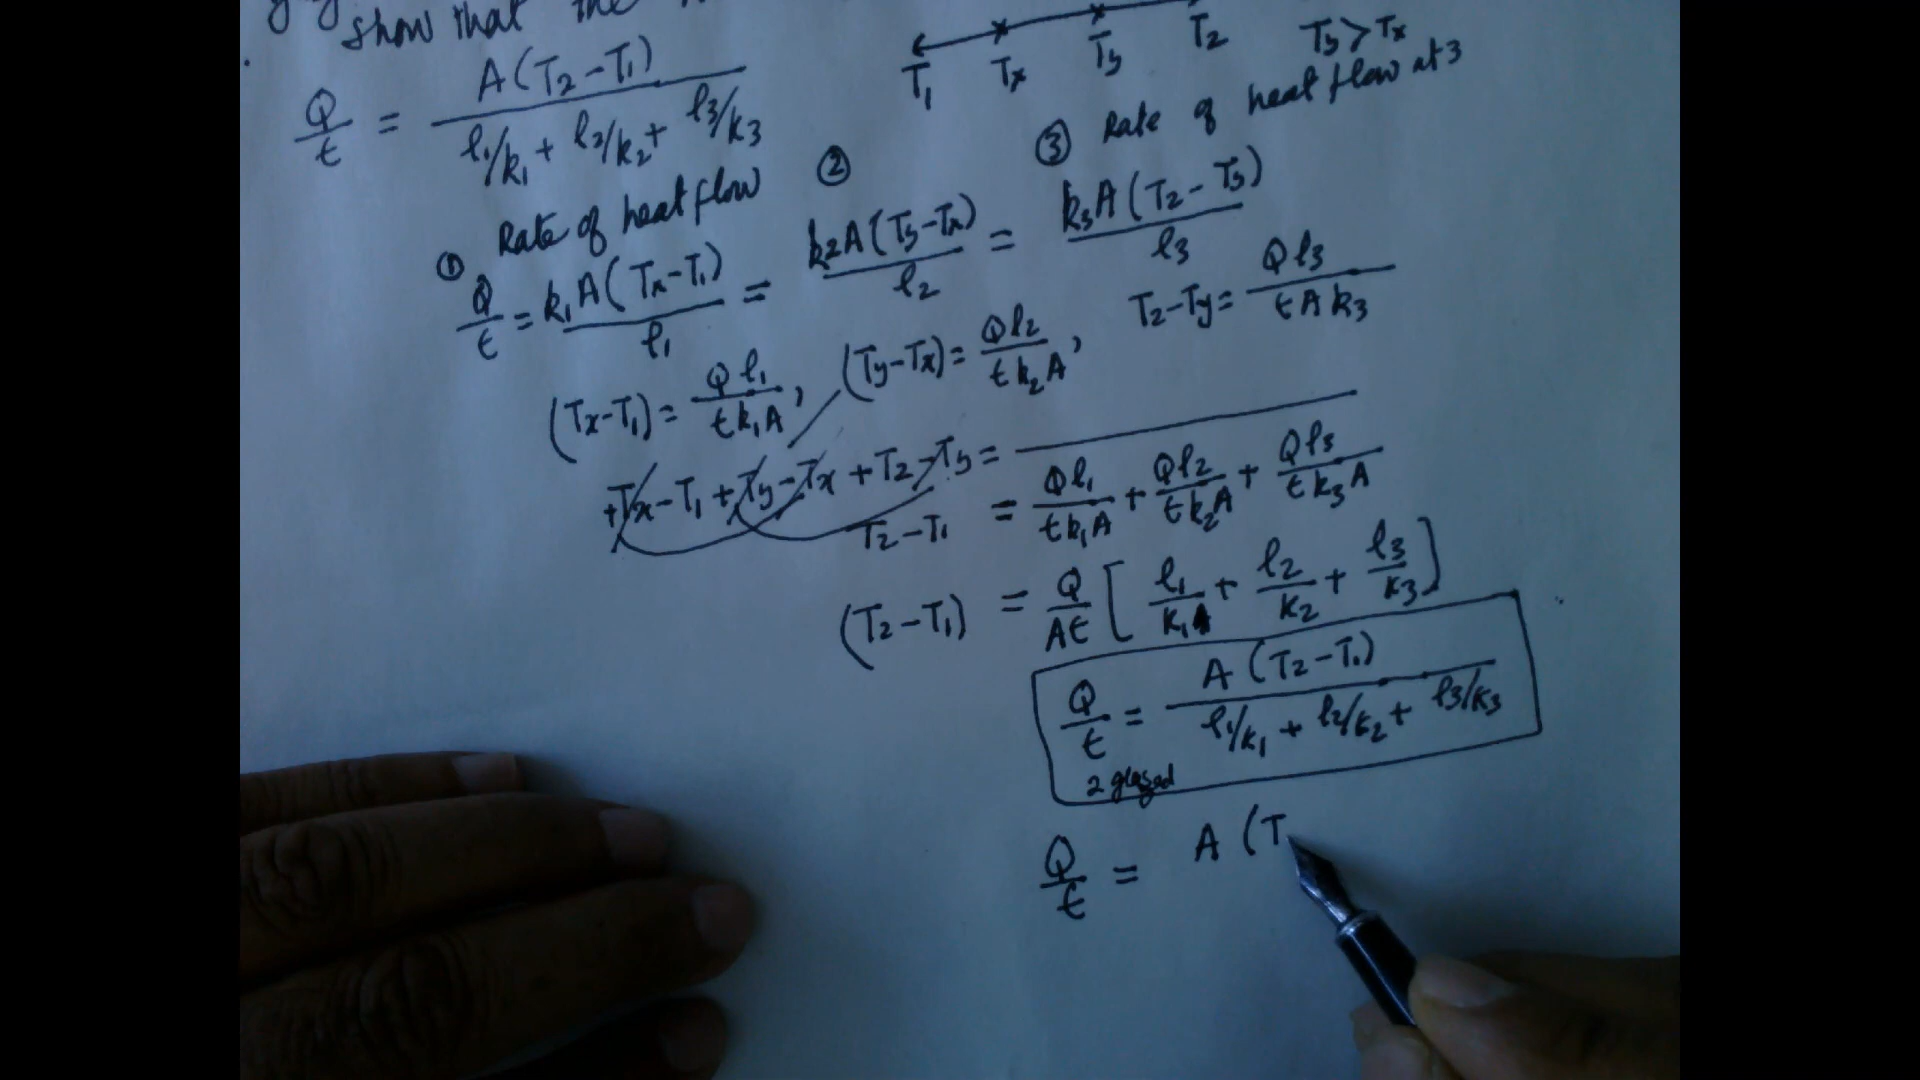 show that the
Q/t = A(T2-T1) / (l1/k1 + l2/k2 + l3/k3)
T1 Tx Ty T2 Ty>Tx
① Rate of heat flow ② ③ Rate of heat flow at 3
Q/t = k1A(Tx-T1)/l1 = k2A(Ty-Tx)/l2 = k3A(T2-Ty)/l3
(Tx-T1) = Ql1/tk1A, (Ty-Tx) = Ql2/tk2A, T2-Ty = Ql3/tAk3
+Tx-T1+Ty-Tx+T2-Ty =
T2-T1 = Ql1/tk1A + Ql2/tk2A + Ql3/tk3A
(T2-T1) = Q/At [l1/k1 + l2/k2 + l3/k3]
Q/t = A(T2-T1) / (l1/k1 + l2/k2 + l3/k3)
2 glazed
Q/t = A (T